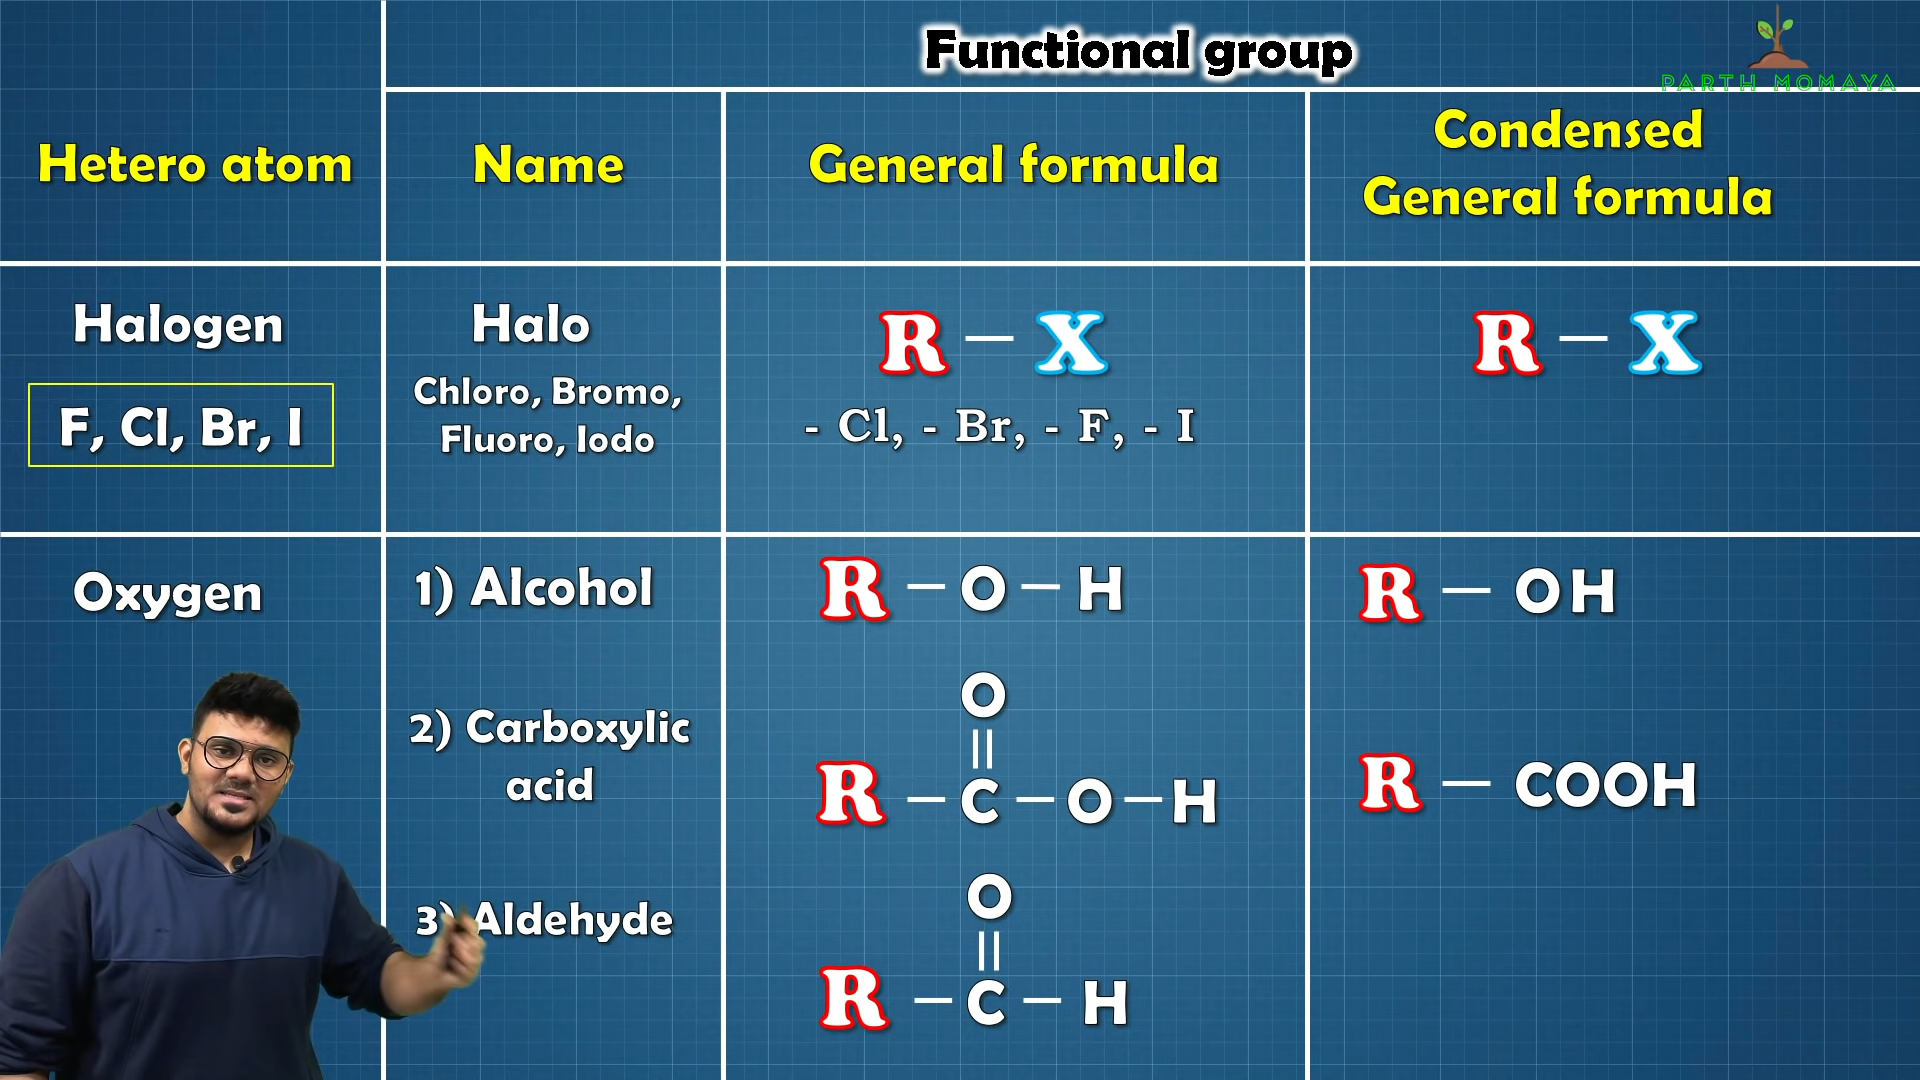 Functional group
PARTH MOMAYA
Hetero atom
Name
General formula
Condensed
General formula
Halogen
F, Cl, Br, I
Halo
Chloro, Bromo,
Fluoro, Iodo
R - X
- Cl, - Br, - F, - I
R - X
Oxygen
1) Alcohol
R - O - H
R - OH
2) Carboxylic
acid
O
||
R - C - O - H
R - COOH
3) Aldehyde
O
||
R - C - H